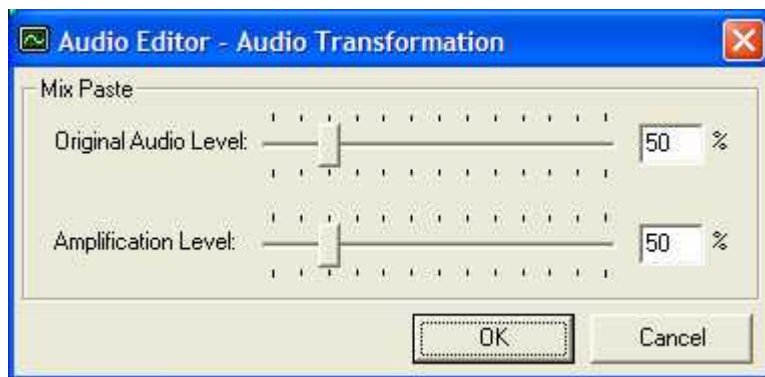 Audio Editor - Audio Transformation
Mix Paste
Original Audio Level: 50 %
Amplification Level: 50 %
OK Cancel